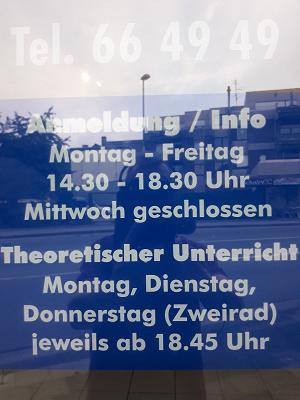 Tel. 66 49 49
Anmeldung / Info
Montag - Freitag
14.30 - 18.30 Uhr
Mittwoch geschlossen
Theoretischer Unterricht
Montag, Dienstag,
Donnerstag (Zweirad)
jeweils ab 18.45 Uhr